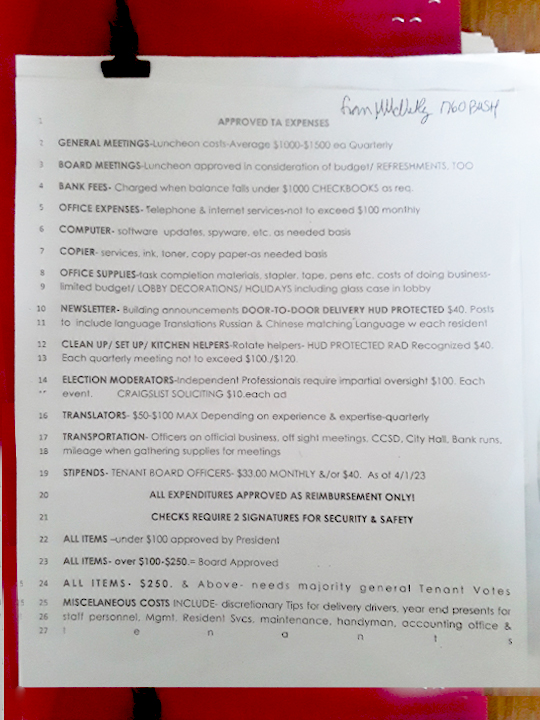 from 1760 BUSH
1 APPROVED TA EXPENSES
2 GENERAL MEETINGS-Luncheon costs-Average $1000-$1500 ea Quarterly
3 BOARD MEETINGS-Luncheon approved in consideration of budget/ REFRESHMENTS, TOO
4 BANK FEES- Charged when balance falls under $1000 CHECKBOOKS as req.
5 OFFICE EXPENSES- Telephone & internet services-not to exceed $100 monthly
6 COMPUTER- software updates, spyware, etc. as needed basis
7 COPIER- services, ink, toner, copy paper-as needed basis
8 OFFICE SUPPLIES-task completion materials, stapler, tape, pens etc. costs of doing business-
9 limited budget/ LOBBY DECORATIONS/ HOLIDAYS including glass case in lobby
10 NEWSLETTER- Building announcements DOOR-TO-DOOR DELIVERY HUD PROTECTED $40. Posts
11 to include language Translations Russian & Chinese matching Language w each resident
12 CLEAN UP/ SET UP/ KITCHEN HELPERS-Rotate helpers- HUD PROTECTED RAD Recognized $40.
13 Each quarterly meeting not to exceed $100./$120.
14 ELECTION MODERATORS-Independent Professionals require impartial oversight $100. Each
event. CRAIGSLIST SOLICITING $10.each ad
16 TRANSLATORS- $50-$100 MAX Depending on experience & expertise-quarterly
17 TRANSPORTATION- Officers on official business, off sight meetings, CCSD, City Hall, Bank runs,
18 mileage when gathering supplies for meetings
19 STIPENDS- TENANT BOARD OFFICERS- $33.00 MONTHLY &/or $40. As of 4/1/23
20 ALL EXPENDITURES APPROVED AS REIMBURSEMENT ONLY!
21 CHECKS REQUIRE 2 SIGNATURES FOR SECURITY & SAFETY
22 ALL ITEMS –under $100 approved by President
23 ALL ITEMS- over $100-$250.= Board Approved
24 ALL ITEMS- $250. & Above- needs majority general Tenant Votes
25 MISCELANEOUS COSTS INCLUDE- discretionary Tips for delivery drivers, year end presents for
26 staff personnel, Mgmt. Resident Svcs, maintenance, handyman, accounting office &
27 t e n a n t s